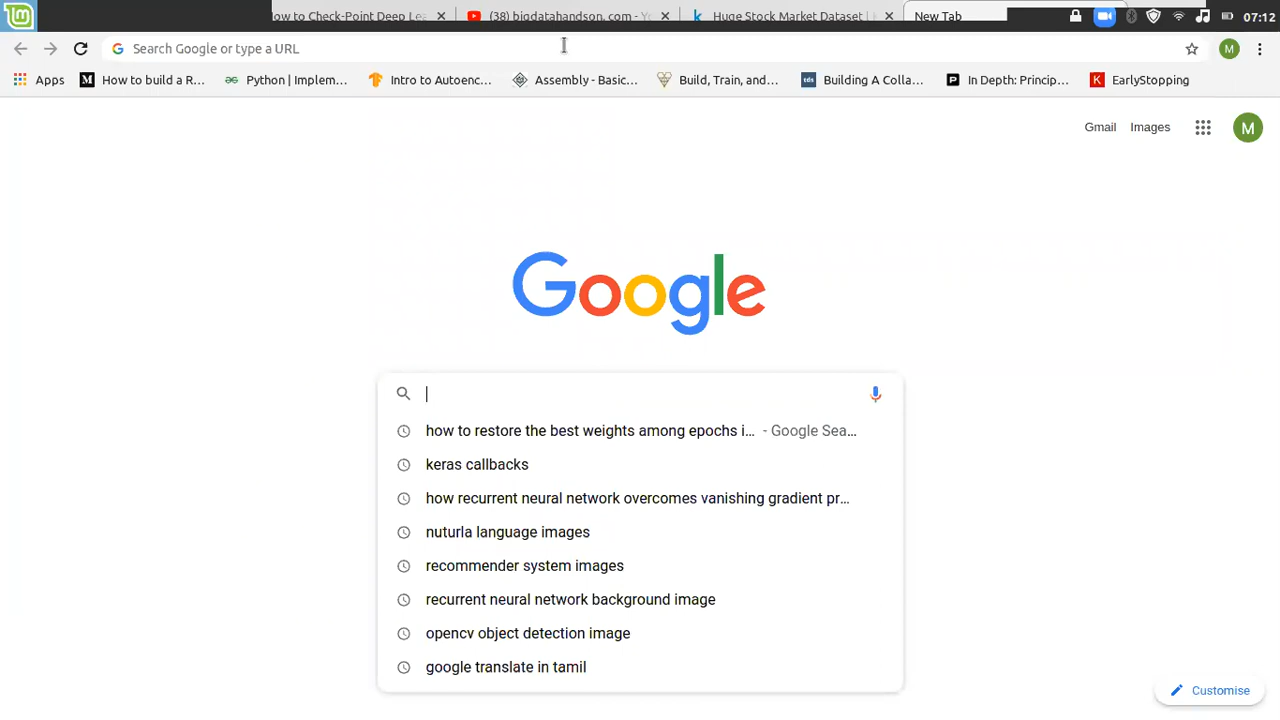 ow to Check-Point Deep Lea
(38) bigdatahandson. com - Yo
Huge Stock Market Dataset |
New Tab
07:12
Search Google or type a URL
M
Apps
How to build a R...
Python | Implem...
Intro to Autoenc...
Assembly - Basic...
Build, Train, and...
tds
Building A Colla...
In Depth: Princip...
K
EarlyStopping
Gmail
Images
M
Google
how to restore the best weights among epochs i... - Google Sea...
keras callbacks
how recurrent neural network overcomes vanishing gradient pr...
nuturla language images
recommender system images
recurrent neural network background image
opencv object detection image
google translate in tamil
Customise